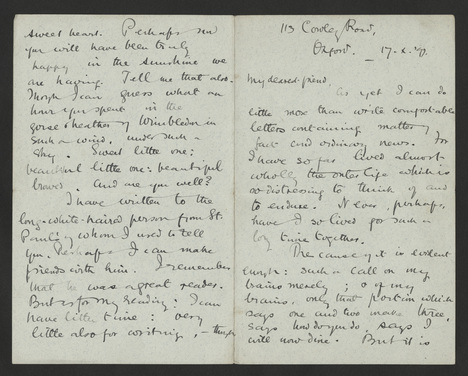 113 Cowley Road,
Oxford. — 17.x.97.
My dearest friend,
As yet I can do
little more than write comfortable
letters containing matter of
fact and ordinary news. For
I have so far lived almost
wholly the outer life which is
so distressing to think of and
to endure. Never, perhaps,
have I so lived for such a
long time together.
The cause of it is evident
enough: such a call on my
brains merely; & of my
brains, only that portion which
says one and two make three,
says howdyoudo, says I
will now dine. But it is
sweet heart. Perhaps
you will have been truly
happy in the sunshine we
are having. Tell me that also.
Though I can guess what an
hour you spent in the
gorse & heather of Wimbledon in
such a wind, under such a
sky. Sweet little one:
beautiful little one: beautiful
brows. And are you well?
I have written to the
long-white-haired person from St.
Paul's of whom I used to tell
you. Perhaps I can make
friends with him. I remember
that he was a great reader.
But as for my reading: I can
have little time: very
little also for writing, — though